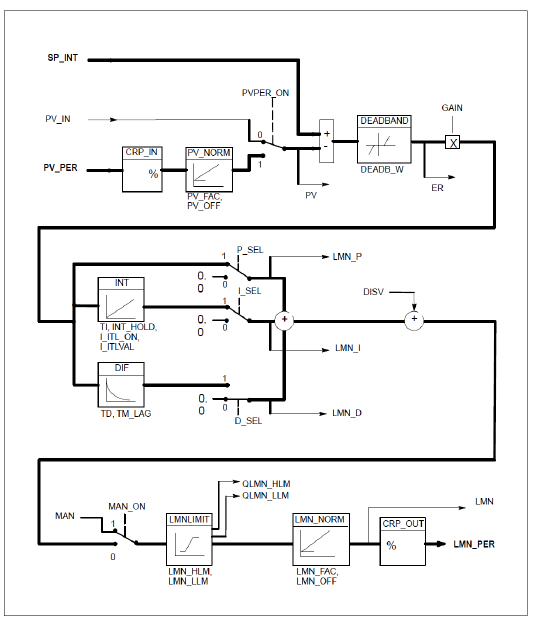 SP_INT
PVPER_ON
GAIN
PV_IN
DEADBAND
+
0
X
CRP_IN
PV_NORM
-
PV_PER
%
1
DEADB_W
PV_FAC,
PV_OFF
PV
ER
P_SEL
1
LMN_P
0.
0
0
INT
I_SEL
1
DISV
0.
0
0
+
+
TI, INT_HOLD,
I_ITL_ON,
I_ITLVAL
LMN_I
DIF
1
0.
0
0
TD, TM_LAG
D_SEL
LMN_D
QLMN_HLM
QLMN_LLM
MAN_ON
LMN
MAN
1
LMNLIMIT
LMN_NORM
CRP_OUT
%
LMN_PER
0
LMN_HLM,
LMN_LLM
LMN_FAC,
LMN_OFF